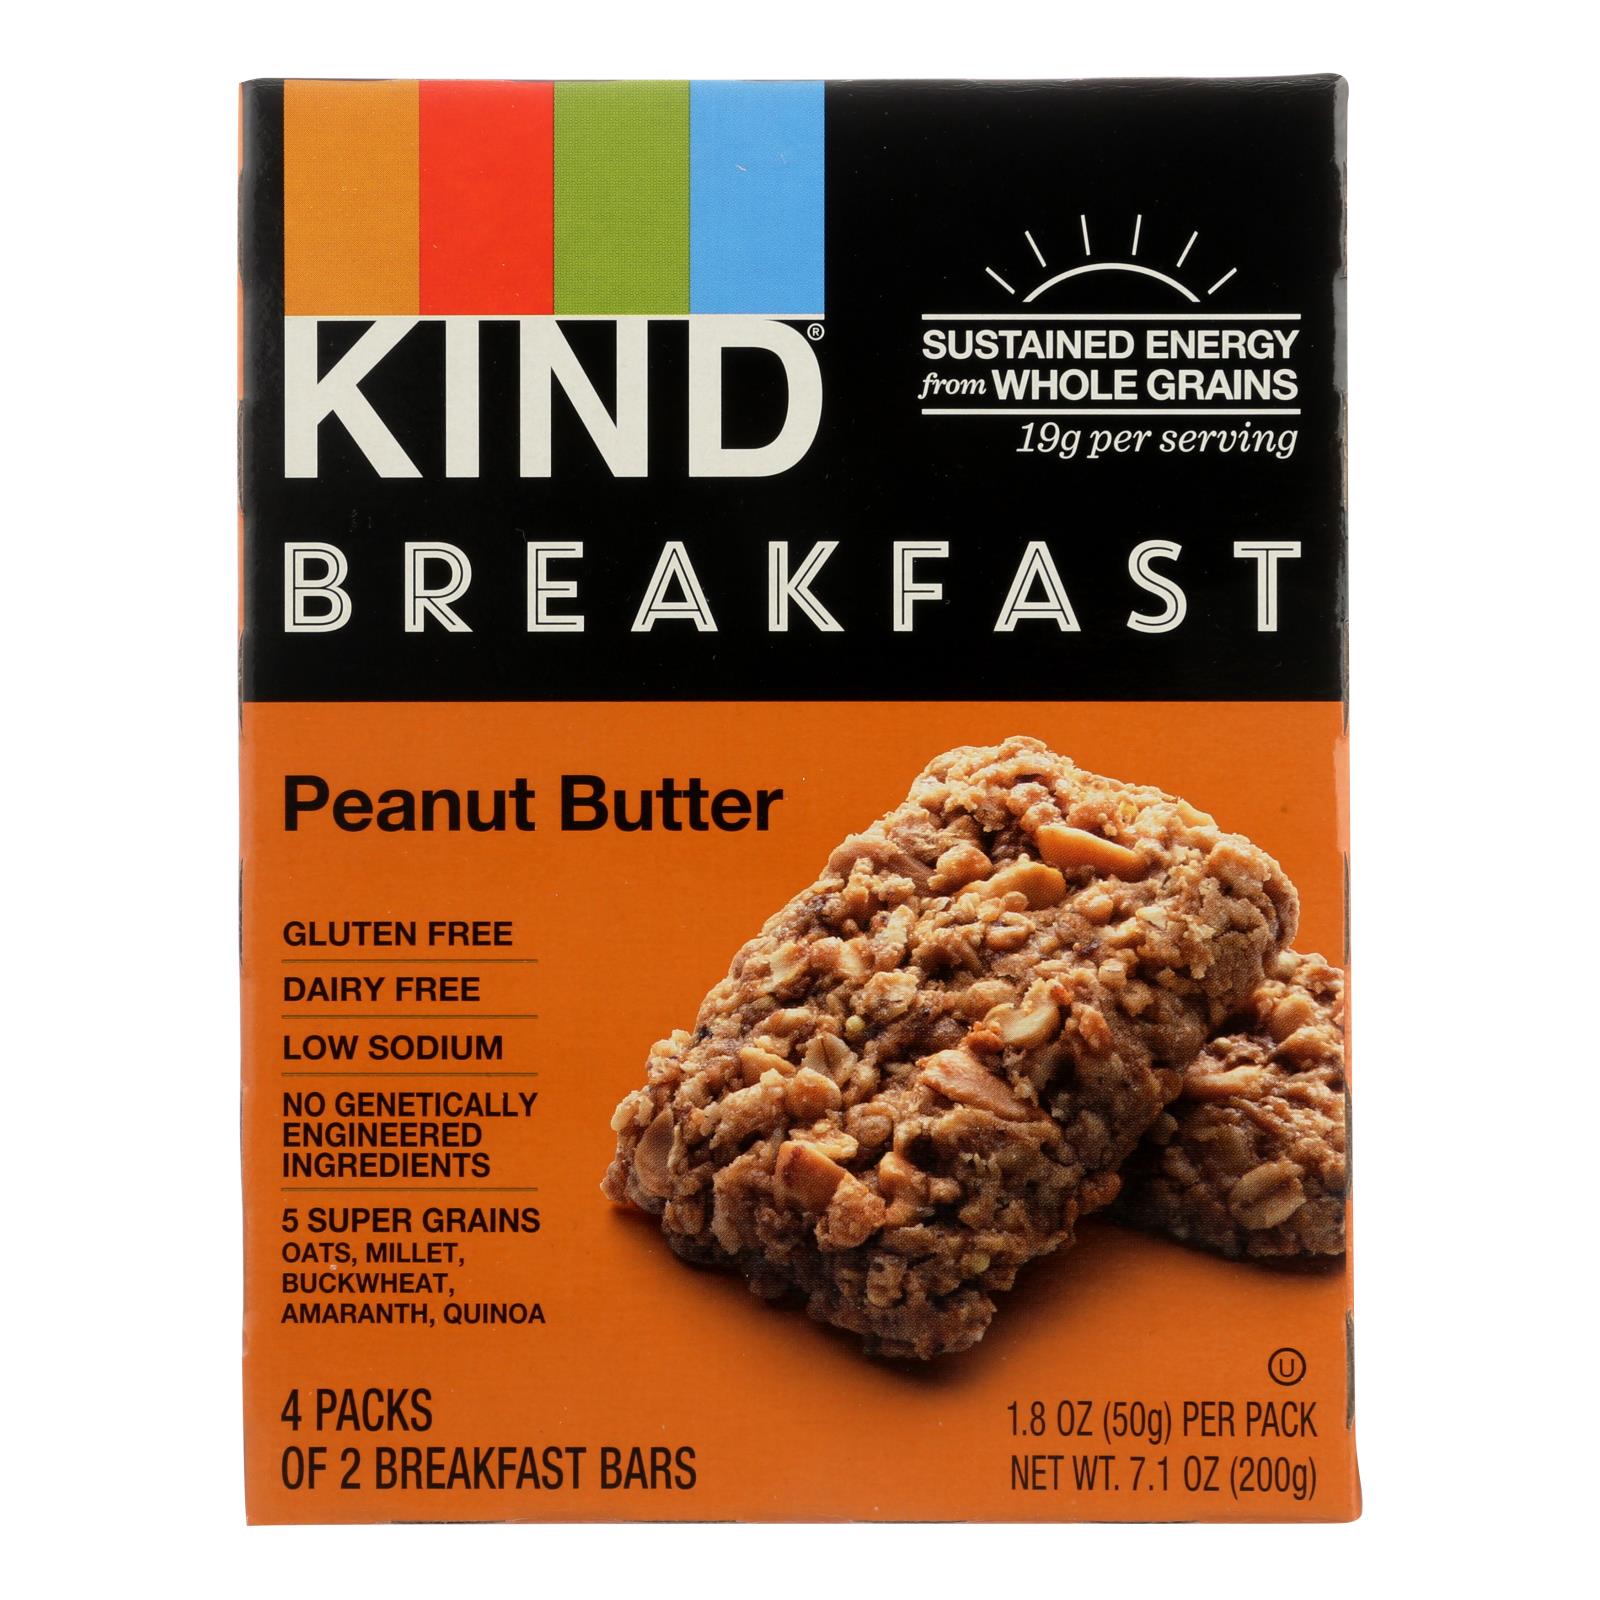 KIND®
SUSTAINED ENERGY
from WHOLE GRAINS
19g per serving
BREAKFAST
Peanut Butter
GLUTEN FREE
DAIRY FREE
LOW SODIUM
NO GENETICALLY
ENGINEERED
INGREDIENTS
5 SUPER GRAINS
OATS, MILLET,
BUCKWHEAT,
AMARANTH, QUINOA
4 PACKS
OF 2 BREAKFAST BARS
U
1.8 OZ (50g) PER PACK
NET WT. 7.1 OZ (200g)